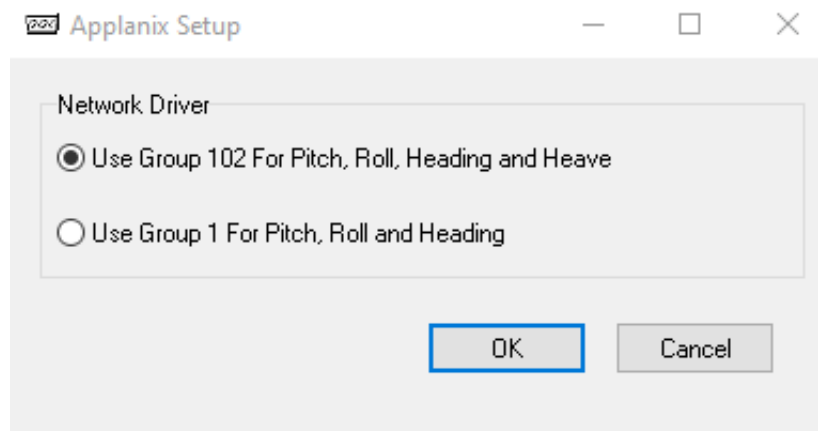 Applanix Setup
Network Driver
Use Group 102 For Pitch, Roll, Heading and Heave
Use Group 1 For Pitch, Roll and Heading
OK
Cancel